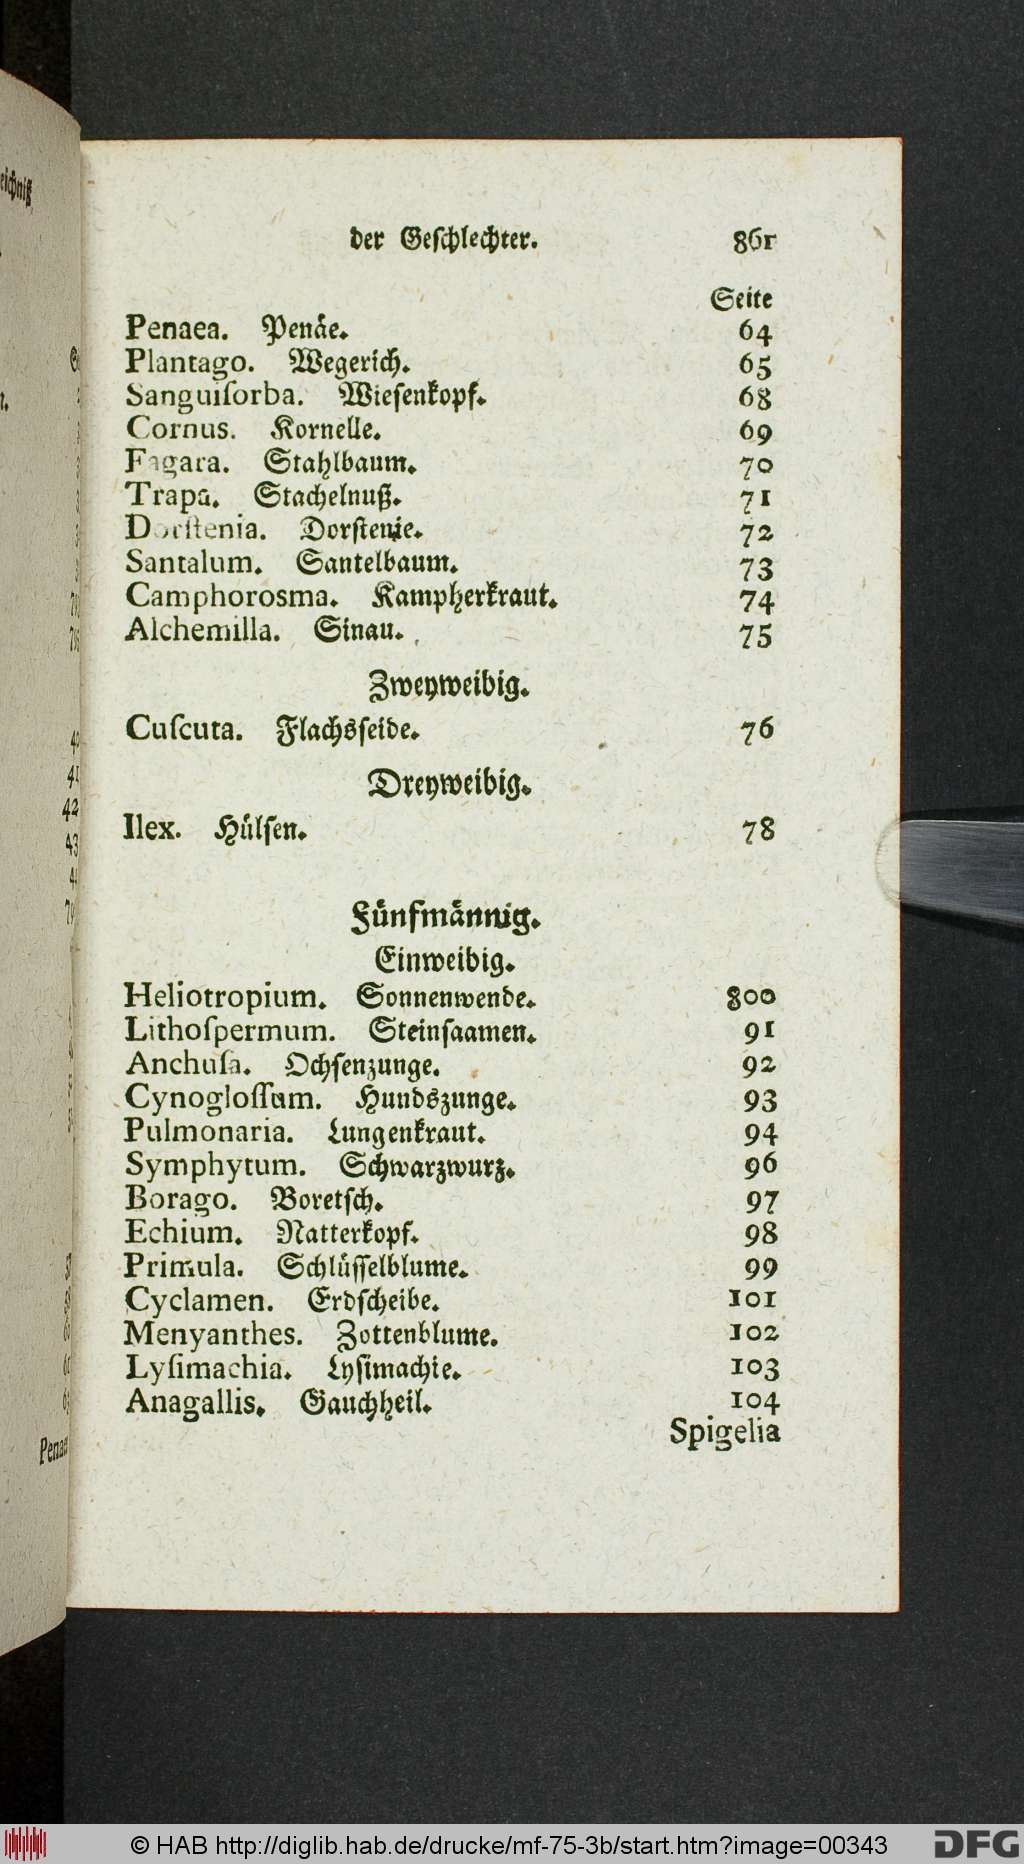 der Geschlechter. 861
Seite
Penaea. Penäe. 64
Plantago. Wegerich. 65
Sanguiſorba. Wieſenkopf. 68
Cornus. Kornelle. 69
Fagara. Stahlbaum. 70
Trapa. Stachelnuß. 71
Dorſtenia. Dorſtenie. 72
Santalum. Santelbaum. 73
Camphorosma. Kampherkraut. 74
Alchemilla. Sinau. 75
Zweyweibig.
Cuſcuta. Flachsſeide. 76
Dreyweibig.
Ilex. Hülſen. 78
Fünfmännig.
Einweibig.
Heliotropium. Sonnenwende. 800
Lithoſpermum. Steinſaamen. 91
Anchuſa. Ochſenzunge. 92
Cynogloſſum. Hundszunge. 93
Pulmonaria. Lungenkraut. 94
Symphytum. Schwarzwurz. 96
Borago. Boretſch. 97
Echium. Natterkopf. 98
Primula. Schlüſſelblume. 99
Cyclamen. Erdſcheibe. 101
Menyanthes. Zottenblume. 102
Lyſimachia. Lyſimachie. 103
Anagallis. Gauchheil. 104
Spigelia
© HAB http://diglib.hab.de/drucke/mf-75-3b/start.htm?image=00343
DFG